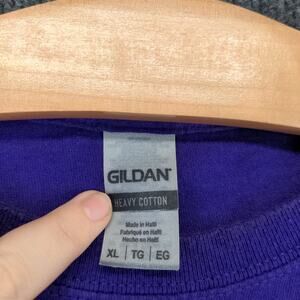 GILDAN
HEAVY COTTON
Made in Haiti
Fabriqué en Haïti
Hecho en Haití
XL | TG | EG